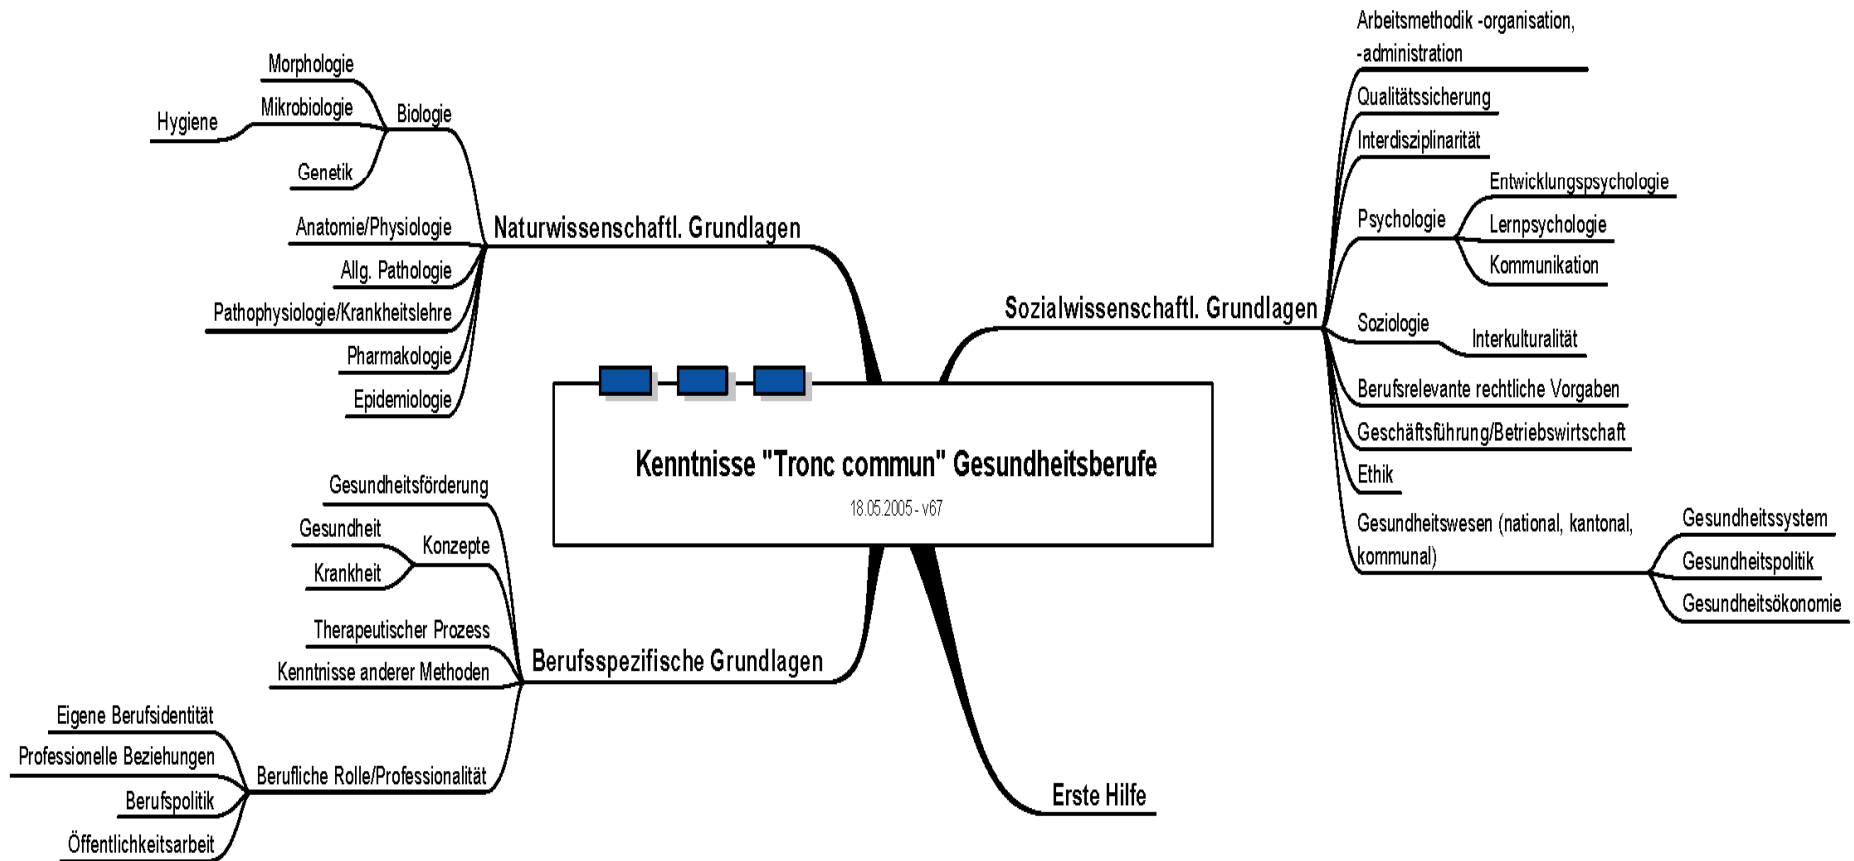 Kenntnisse "Tronc commun" Gesundheitsberufe
18.05.2005 - v67
Naturwissenschaftl. Grundlagen
Biologie
Morphologie
Mikrobiologie
Hygiene
Genetik
Anatomie/Physiologie
Allg. Pathologie
Pathophysiologie/Krankheitslehre
Pharmakologie
Epidemiologie
Sozialwissenschaftl. Grundlagen
Arbeitsmethodik -organisation,
-administration
Qualitätssicherung
Interdisziplinarität
Psychologie
Entwicklungspsychologie
Lernpsychologie
Kommunikation
Soziologie
Interkulturalität
Berufsrelevante rechtliche Vorgaben
Geschäftsführung/Betriebswirtschaft
Ethik
Gesundheitswesen (national, kantonal,
kommunal)
Gesundheitssystem
Gesundheitspolitik
Gesundheitsökonomie
Berufsspezifische Grundlagen
Gesundheitsförderung
Konzepte
Gesundheit
Krankheit
Therapeutischer Prozess
Kenntnisse anderer Methoden
Berufliche Rolle/Professionalität
Eigene Berufsidentität
Professionelle Beziehungen
Berufspolitik
Öffentlichkeitsarbeit
Erste Hilfe